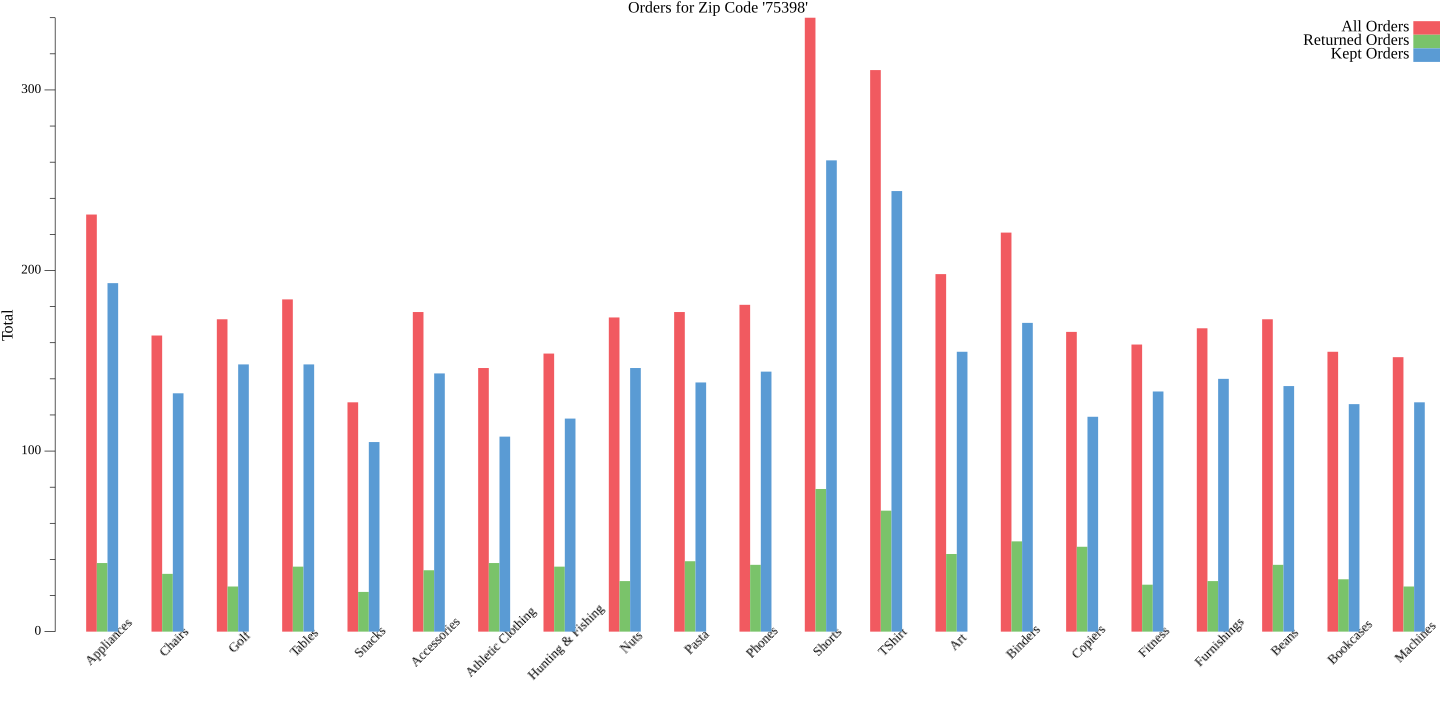 Orders for Zip Code '75398'
All Orders
Returned Orders
Kept Orders
Total
300
200
100
0
Appliances
Chairs
Golf
Tables
Snacks
Accessories
Athletic Clothing
Hunting & Fishing
Nuts
Pasta
Phones
Shorts
TShirt
Art
Binders
Copiers
Fitness
Furnishings
Beans
Bookcases
Machines